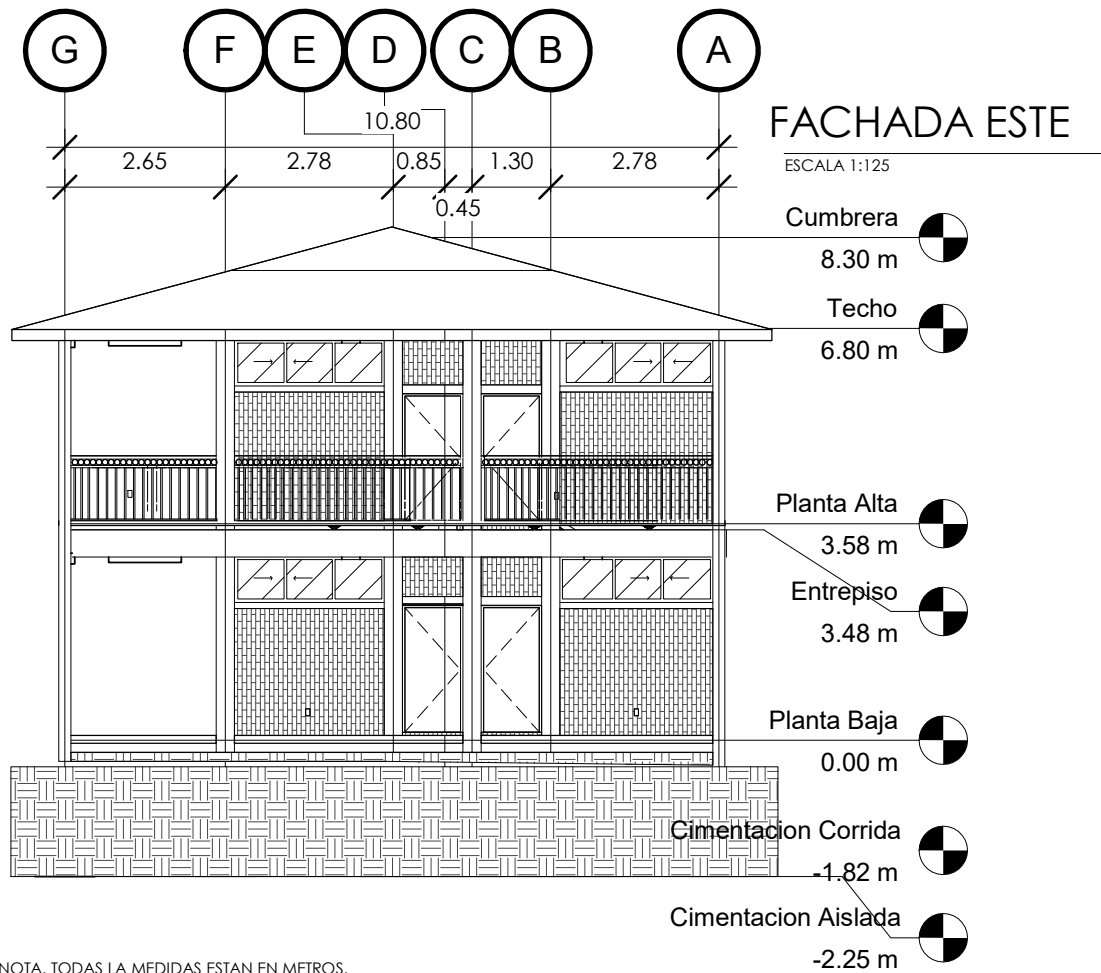 G F E D C B A
10.80
2.65 2.78 0.85 1.30 2.78
0.45
FACHADA ESTE
ESCALA 1:125
Cumbrera
8.30 m
Techo
6.80 m
Planta Alta
3.58 m
Entrepiso
3.48 m
Planta Baja
0.00 m
Cimentacion Corrida
-1.82 m
Cimentacion Aislada
-2.25 m
NOTA. TODAS LA MEDIDAS ESTAN EN METROS.